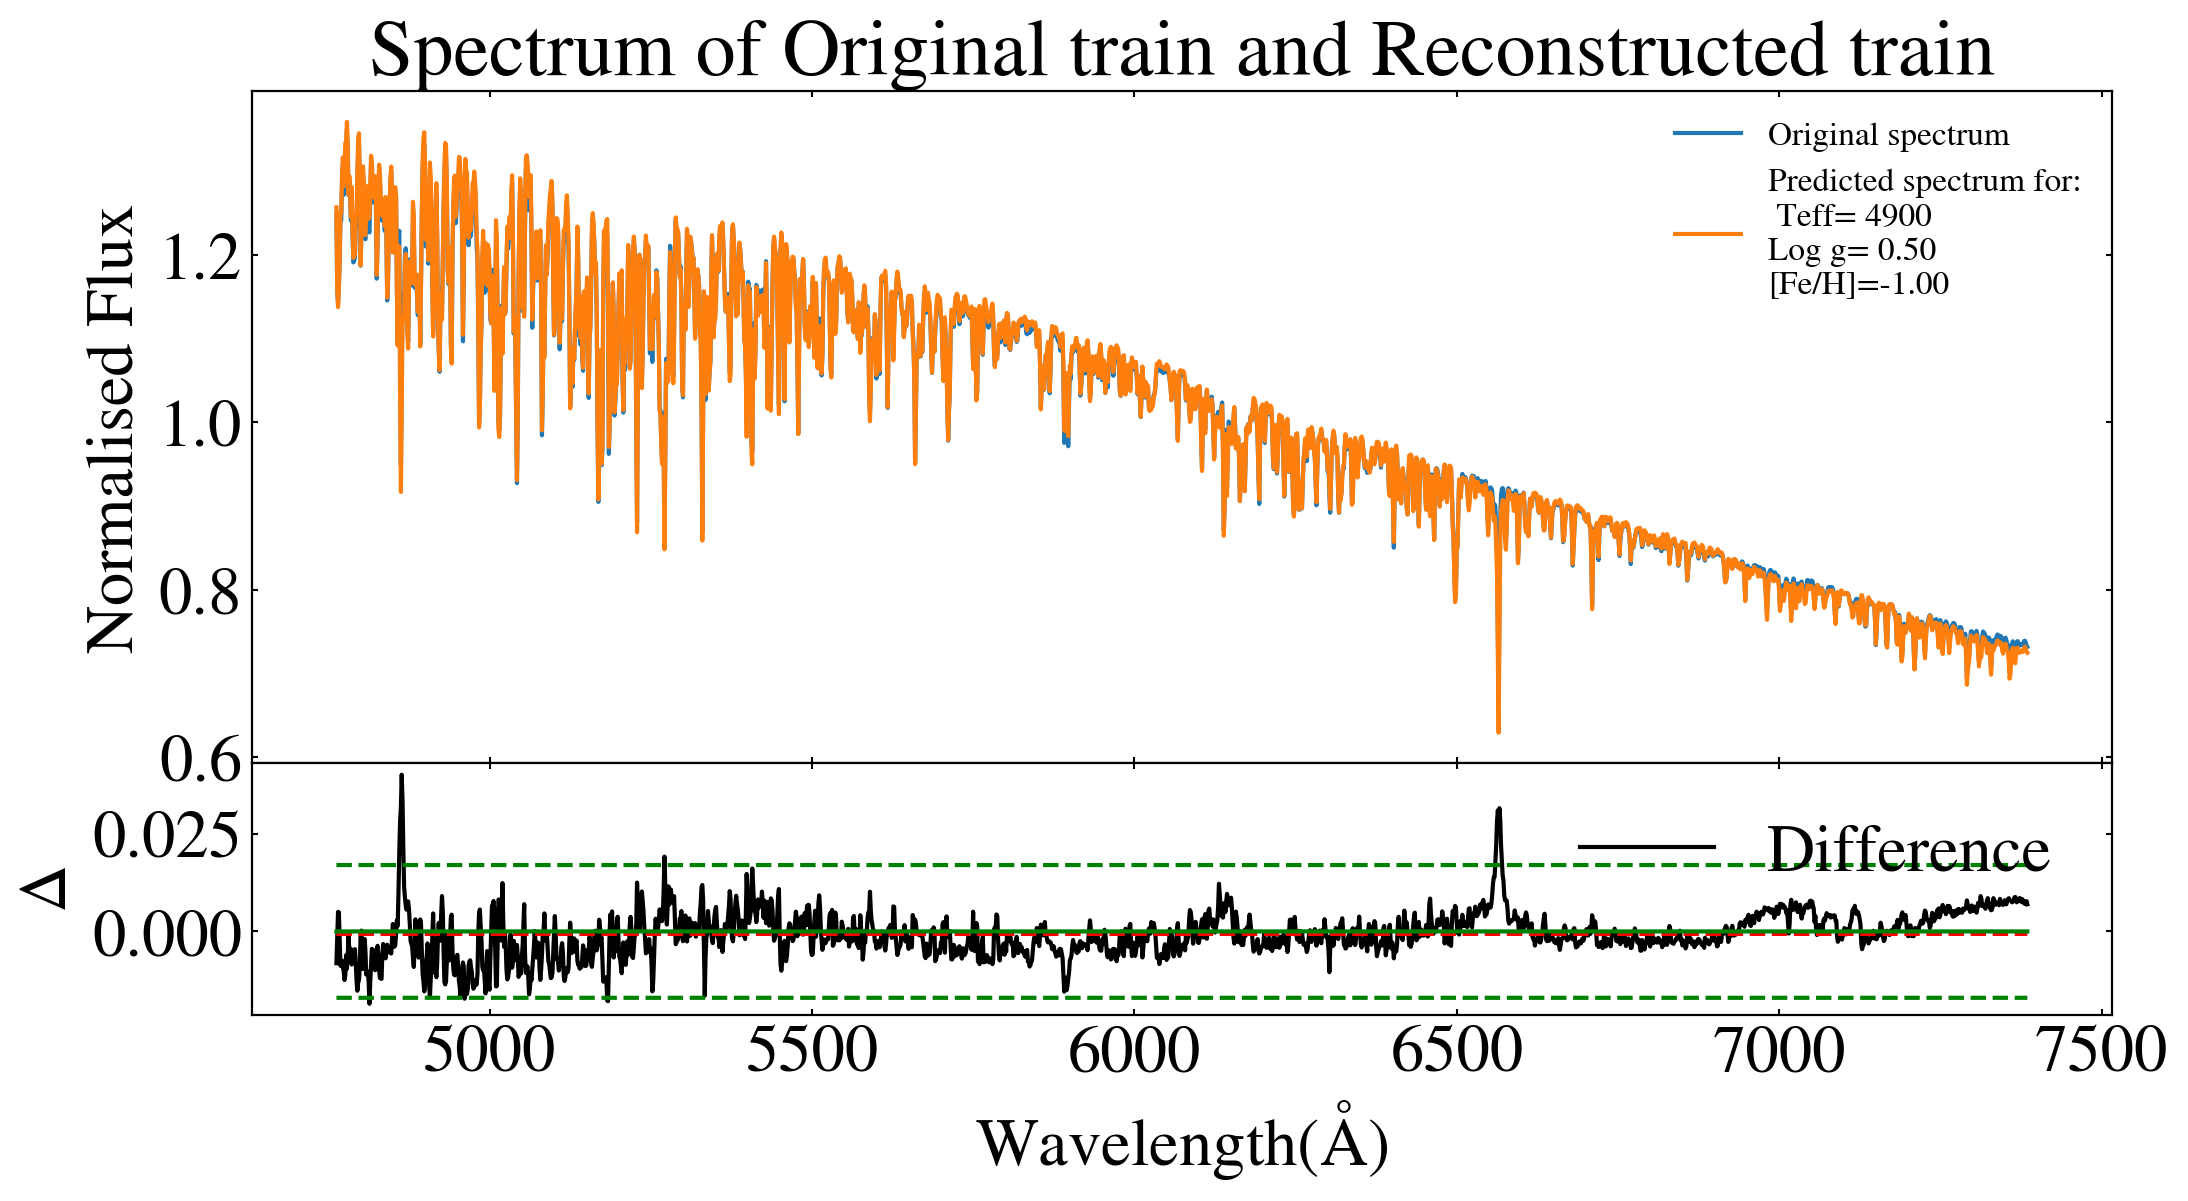 Spectrum of Original train and Reconstructed train
Normalised Flux
1.2
1.0
0.8
0.6
Original spectrum
Predicted spectrum for:
Teff= 4900
Log g= 0.50
[Fe/H]=-1.00
Δ
0.025
0.000
Difference
5000 5500 6000 6500 7000 7500
Wavelength(Å)